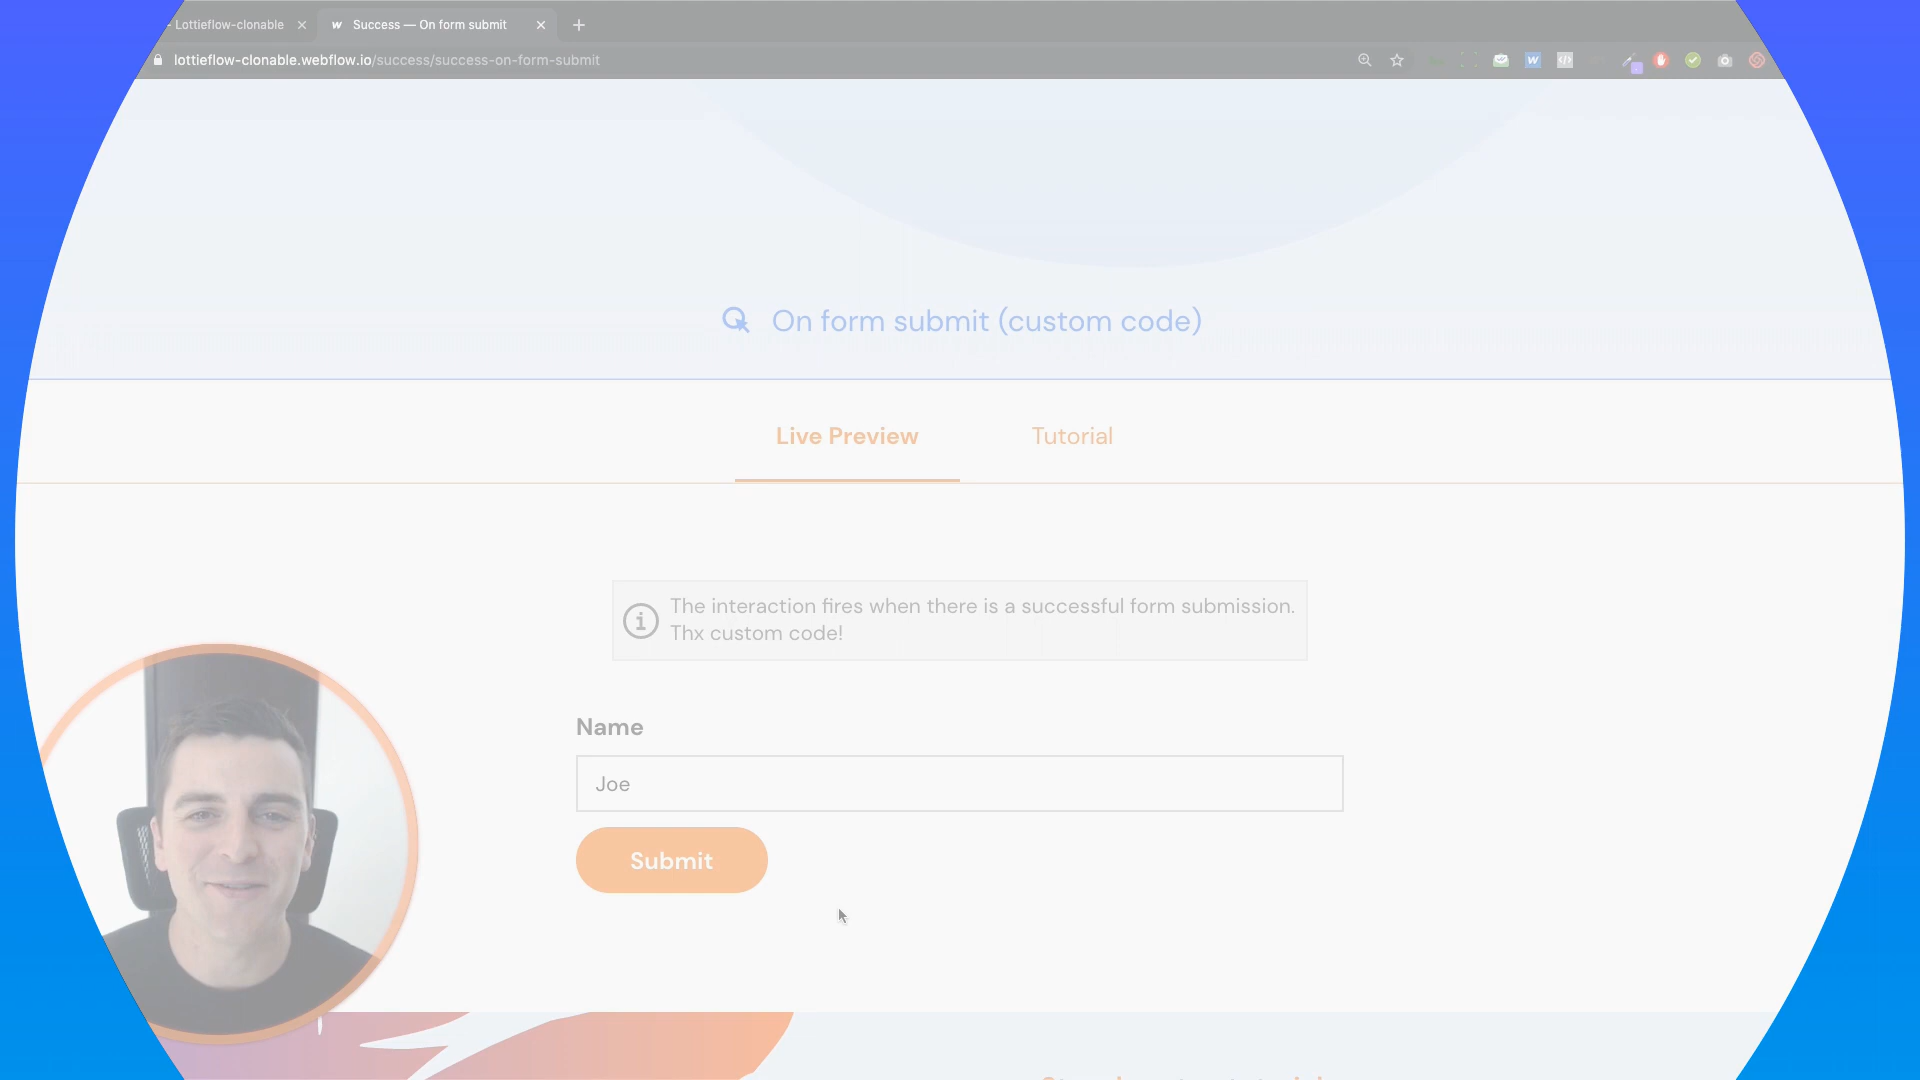 Lottieflow-clonable
Success — On form submit
lottieflow-clonable.webflow.io/success/success-on-form-submit
On form submit (custom code)
Live Preview
Tutorial
The interaction fires when there is a successful form submission.
Thx custom code!
Name
Joe
Submit